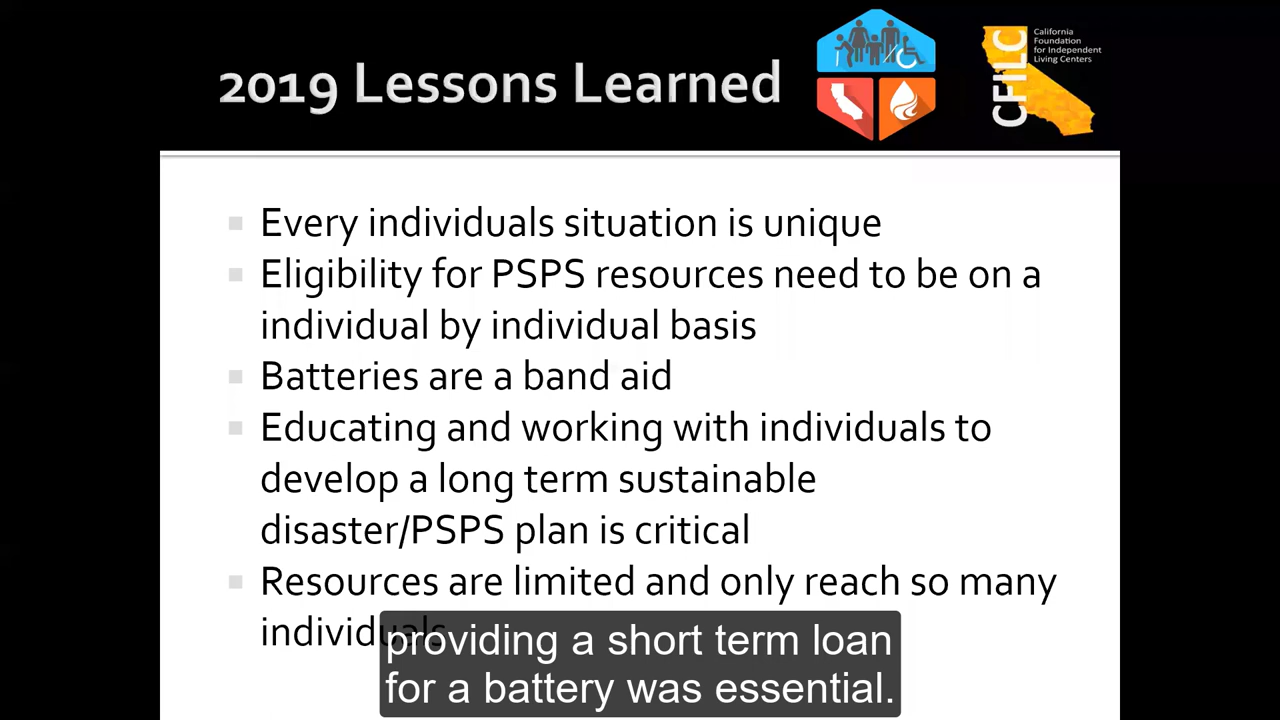 2019 Lessons Learned
CFILC
California
Foundation
for Independent
Living Centers
Every individuals situation is unique
Eligibility for PSPS resources need to be on a
individual by individual basis
Batteries are a band aid
Educating and working with individuals to
develop a long term sustainable
disaster/PSPS plan is critical
Resources are limited and only reach so many
individuals
providing a short term loan
for a battery was essential.